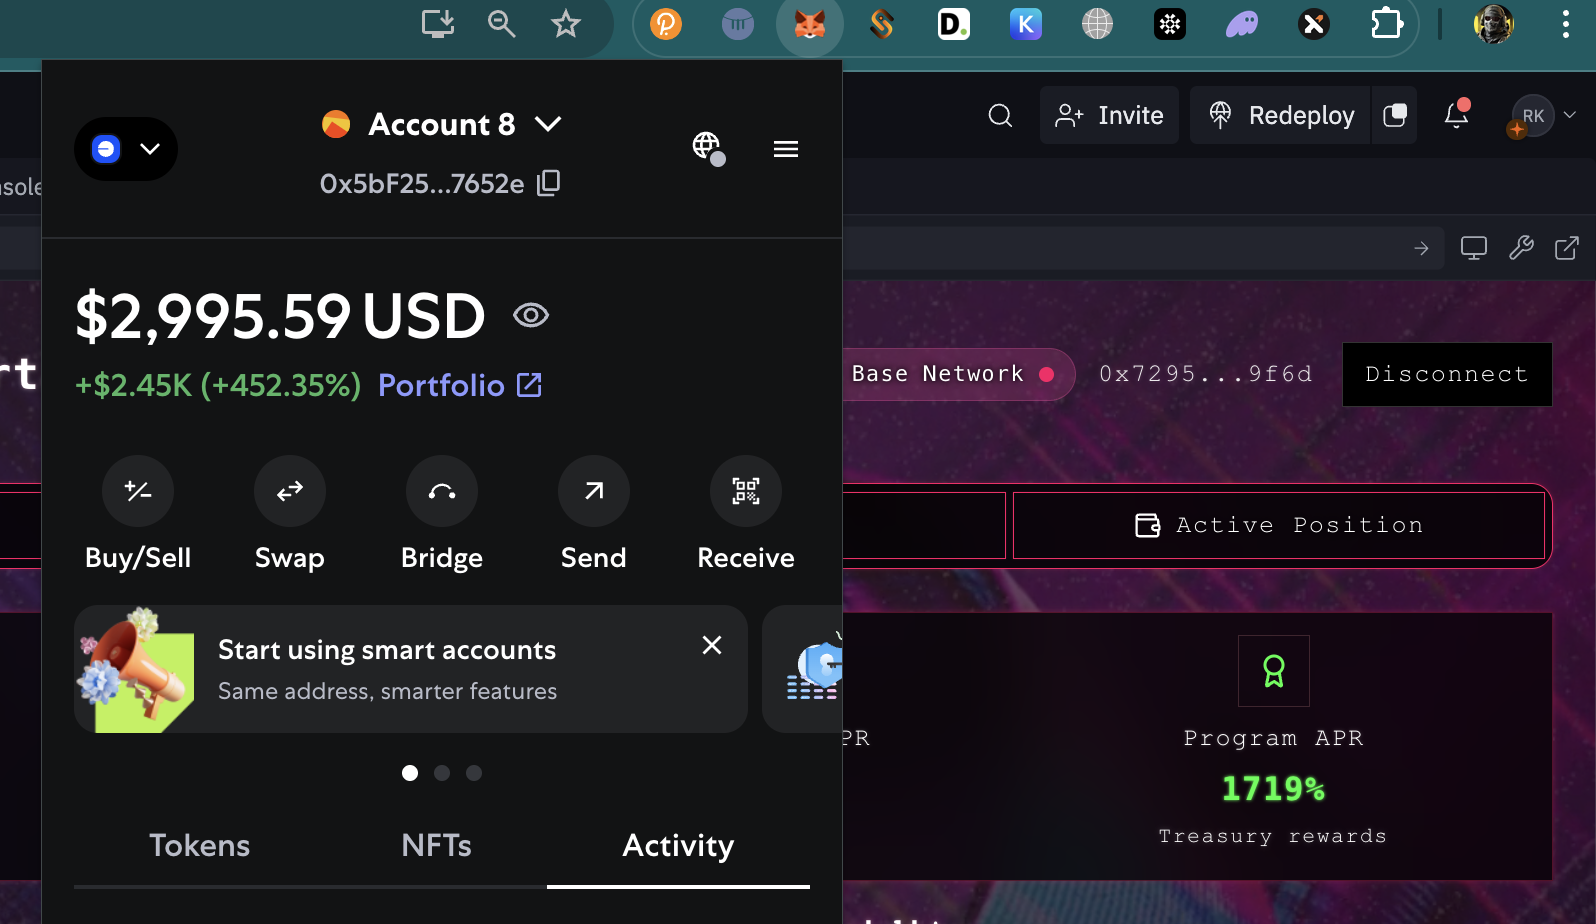 Account 8
0x5bF25...7652e
Invite
Redeploy
RK
$2,995.59 USD
+$2.45K (+452.35%) Portfolio
Base Network
0x7295...9f6d
Disconnect
Buy/Sell
Swap
Bridge
Send
Receive
Active Position
Start using smart accounts
Same address, smarter features
PR
Program APR
1719%
Treasury rewards
Tokens
NFTs
Activity